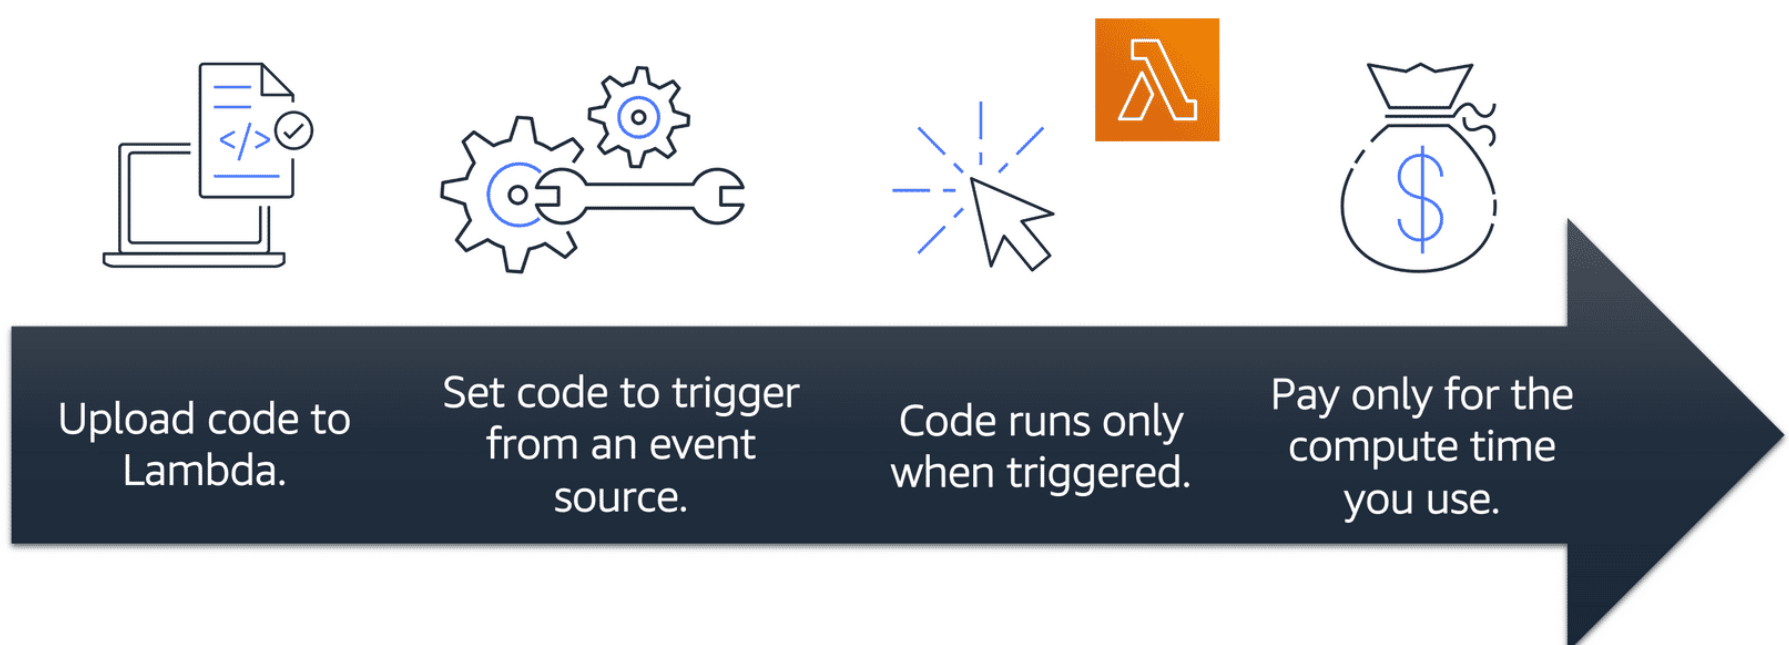 </>
$
Upload code to
Lambda.
Set code to trigger
from an event
source.
Code runs only
when triggered.
Pay only for the
compute time
you use.